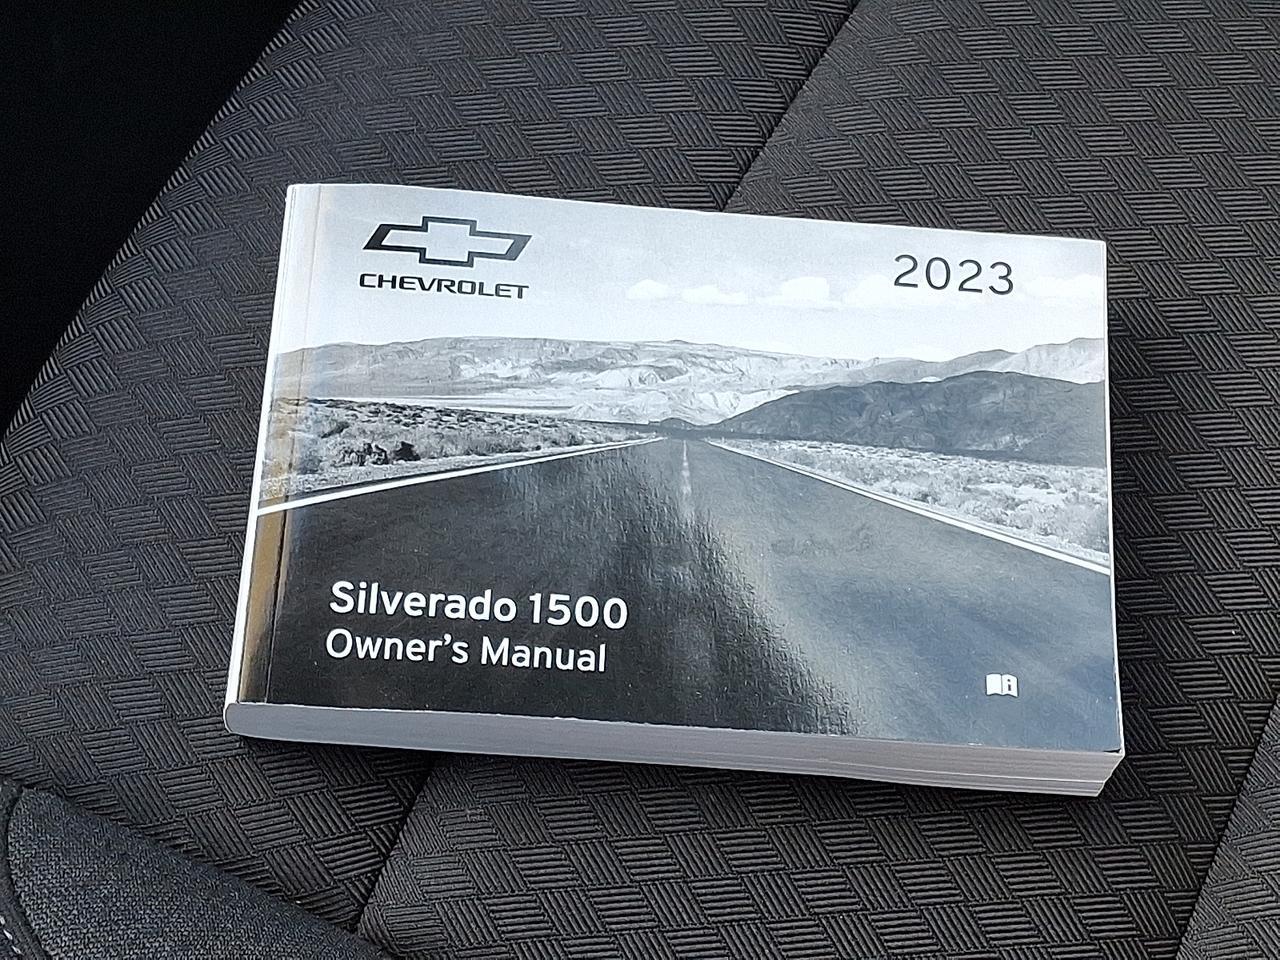 CHEVROLET
2023
Silverado 1500
Owner's Manual